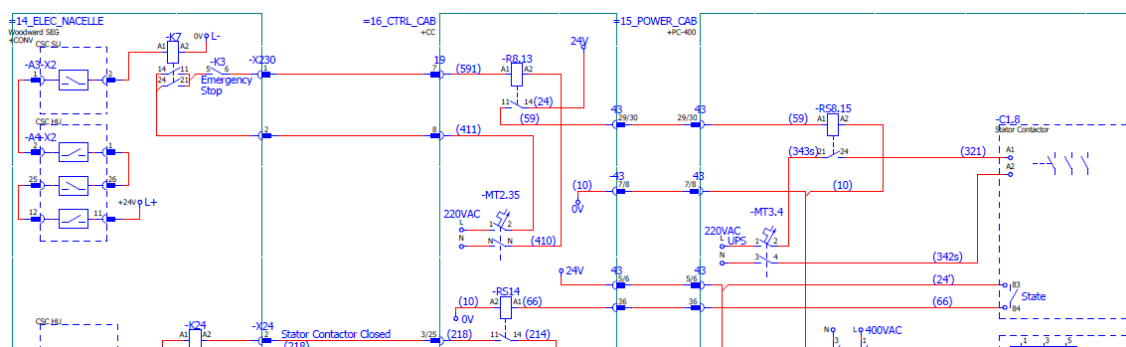 =14_ELEC_NACELLE
=16_CTRL_CAB
=15_POWER_CAB
Woodward SEG
+CONV
+CC
+PC-400
CSC SU
-K7
0V L-
A1 A2
-A3-X2
1 2
14 11
24 21
-K3
5 6
Emergency
Stop
-X230
1
2
19
7
8
(591)
-R8.13
A1 A2
24V
11 14
(24)
(59)
(411)
43
29/30
43
29/30
(59)
-RS8.15
A1 A2
(343s)
21 24
(321)
-C1.8
Stator Contactor
A1
A2
CSC HU
-A4-X2
2 1
25 26
12 11
+24V L+
-43
7/8
43
7/8
(10)
0V
(10)
-MT2.35
220VAC
L 1 2
N N N
(410)
-MT3.4
220VAC
UPS
L 1 2
N 3 4
(342s)
24V
43
5/6
43
5/6
(24')
83
84
State
-RS14
(10)
A2 A1
(66)
0V
36
36
(66)
CSC HU
-K24
A1 A2
-X24
2
Stator Contactor Closed
(218)
3/25
(218)
11 14
(214)
N L 400VAC
3 1
1 3 5